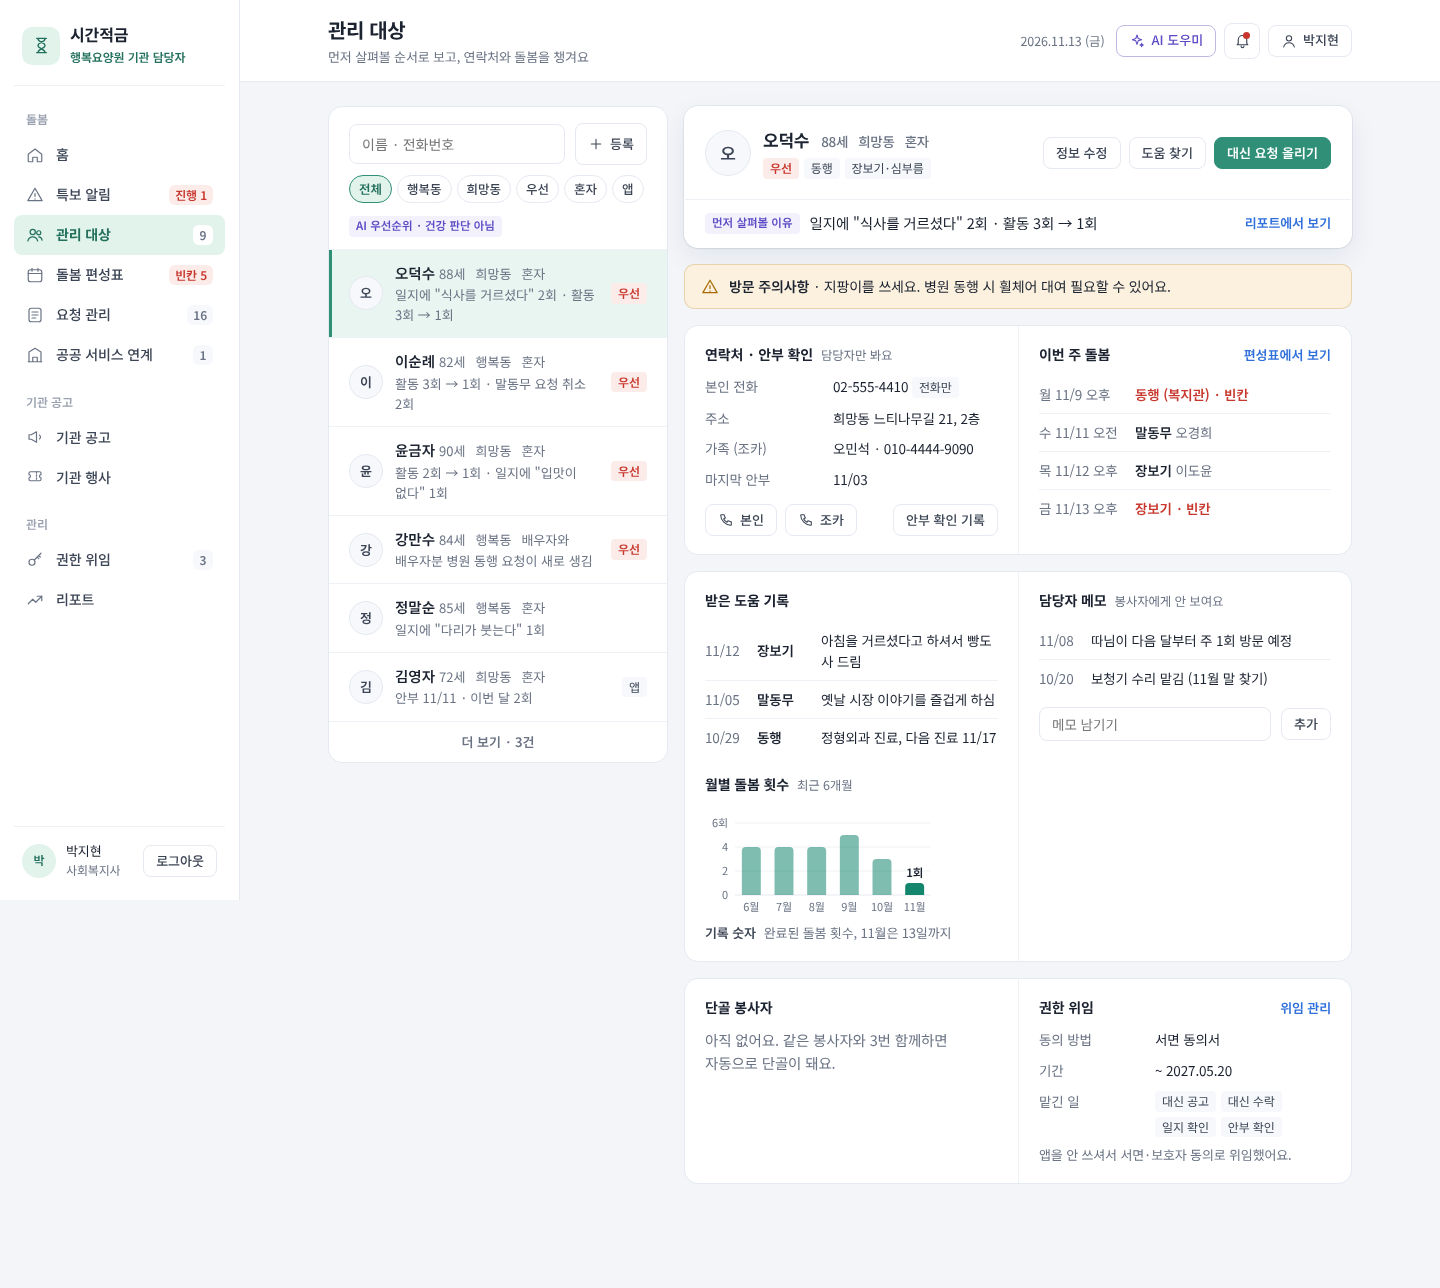 시간적금
행복요양원 기관 담당자
돌봄
홈
특보 알림 진행 1
관리 대상 9
돌봄 편성표 빈칸 5
요청 관리 16
공공 서비스 연계 1
기관 공고
기관 공고
기관 행사
관리
권한 위임 3
리포트
박
박지현
사회복지사
로그아웃
관리 대상
먼저 살펴볼 순서로 보고, 연락처와 돌봄을 챙겨요
2026.11.13 (금)
AI 도우미
박지현
이름 · 전화번호
등록
전체 행복동 희망동 우선 혼자 앱
AI 우선순위 · 건강 판단 아님
오
오덕수 88세 희망동 혼자
일지에 "식사를 거르셨다" 2회 · 활동
3회 → 1회
우선
이
이순례 82세 행복동 혼자
활동 3회 → 1회 · 말동무 요청 취소
2회
우선
윤
윤금자 90세 희망동 혼자
활동 2회 → 1회 · 일지에 "입맛이
없다" 1회
우선
강
강만수 84세 행복동 배우자와
배우자분 병원 동행 요청이 새로 생김
우선
정
정말순 85세 행복동 혼자
일지에 "다리가 붓는다" 1회
김
김영자 72세 희망동 혼자
안부 11/11 · 이번 달 2회
앱
더 보기 · 3건
오
오덕수 88세 희망동 혼자
우선 동행 장보기·심부름
정보 수정
도움 찾기
대신 요청 올리기
먼저 살펴볼 이유 일지에 "식사를 거르셨다" 2회 · 활동 3회 → 1회
리포트에서 보기
방문 주의사항 · 지팡이를 쓰세요. 병원 동행 시 휠체어 대여 필요할 수 있어요.
연락처 · 안부 확인 담당자만 봐요
본인 전화 02-555-4410 전화만
주소 희망동 느티나무길 21, 2층
가족 (조카) 오민석 · 010-4444-9090
마지막 안부 11/03
본인
조카
안부 확인 기록
이번 주 돌봄
편성표에서 보기
월 11/9 오후 동행 (복지관) · 빈칸
수 11/11 오전 말동무 오경희
목 11/12 오후 장보기 이도윤
금 11/13 오후 장보기 · 빈칸
받은 도움 기록
11/12 장보기 아침을 거르셨다고 하셔서 빵도
사 드림
11/05 말동무 옛날 시장 이야기를 즐겁게 하심
10/29 동행 정형외과 진료, 다음 진료 11/17
월별 돌봄 횟수 최근 6개월
6회
4
2
0
1회
6월 7월 8월 9월 10월 11월
기록 숫자 완료된 돌봄 횟수, 11월은 13일까지
담당자 메모 봉사자에게 안 보여요
11/08 따님이 다음 달부터 주 1회 방문 예정
10/20 보청기 수리 맡김 (11월 말 찾기)
메모 남기기
추가
단골 봉사자
아직 없어요. 같은 봉사자와 3번 함께하면
자동으로 단골이 돼요.
권한 위임
위임 관리
동의 방법 서면 동의서
기간 ~ 2027.05.20
맡긴 일 대신 공고 대신 수락
일지 확인 안부 확인
앱을 안 쓰셔서 서면·보호자 동의로 위임했어요.